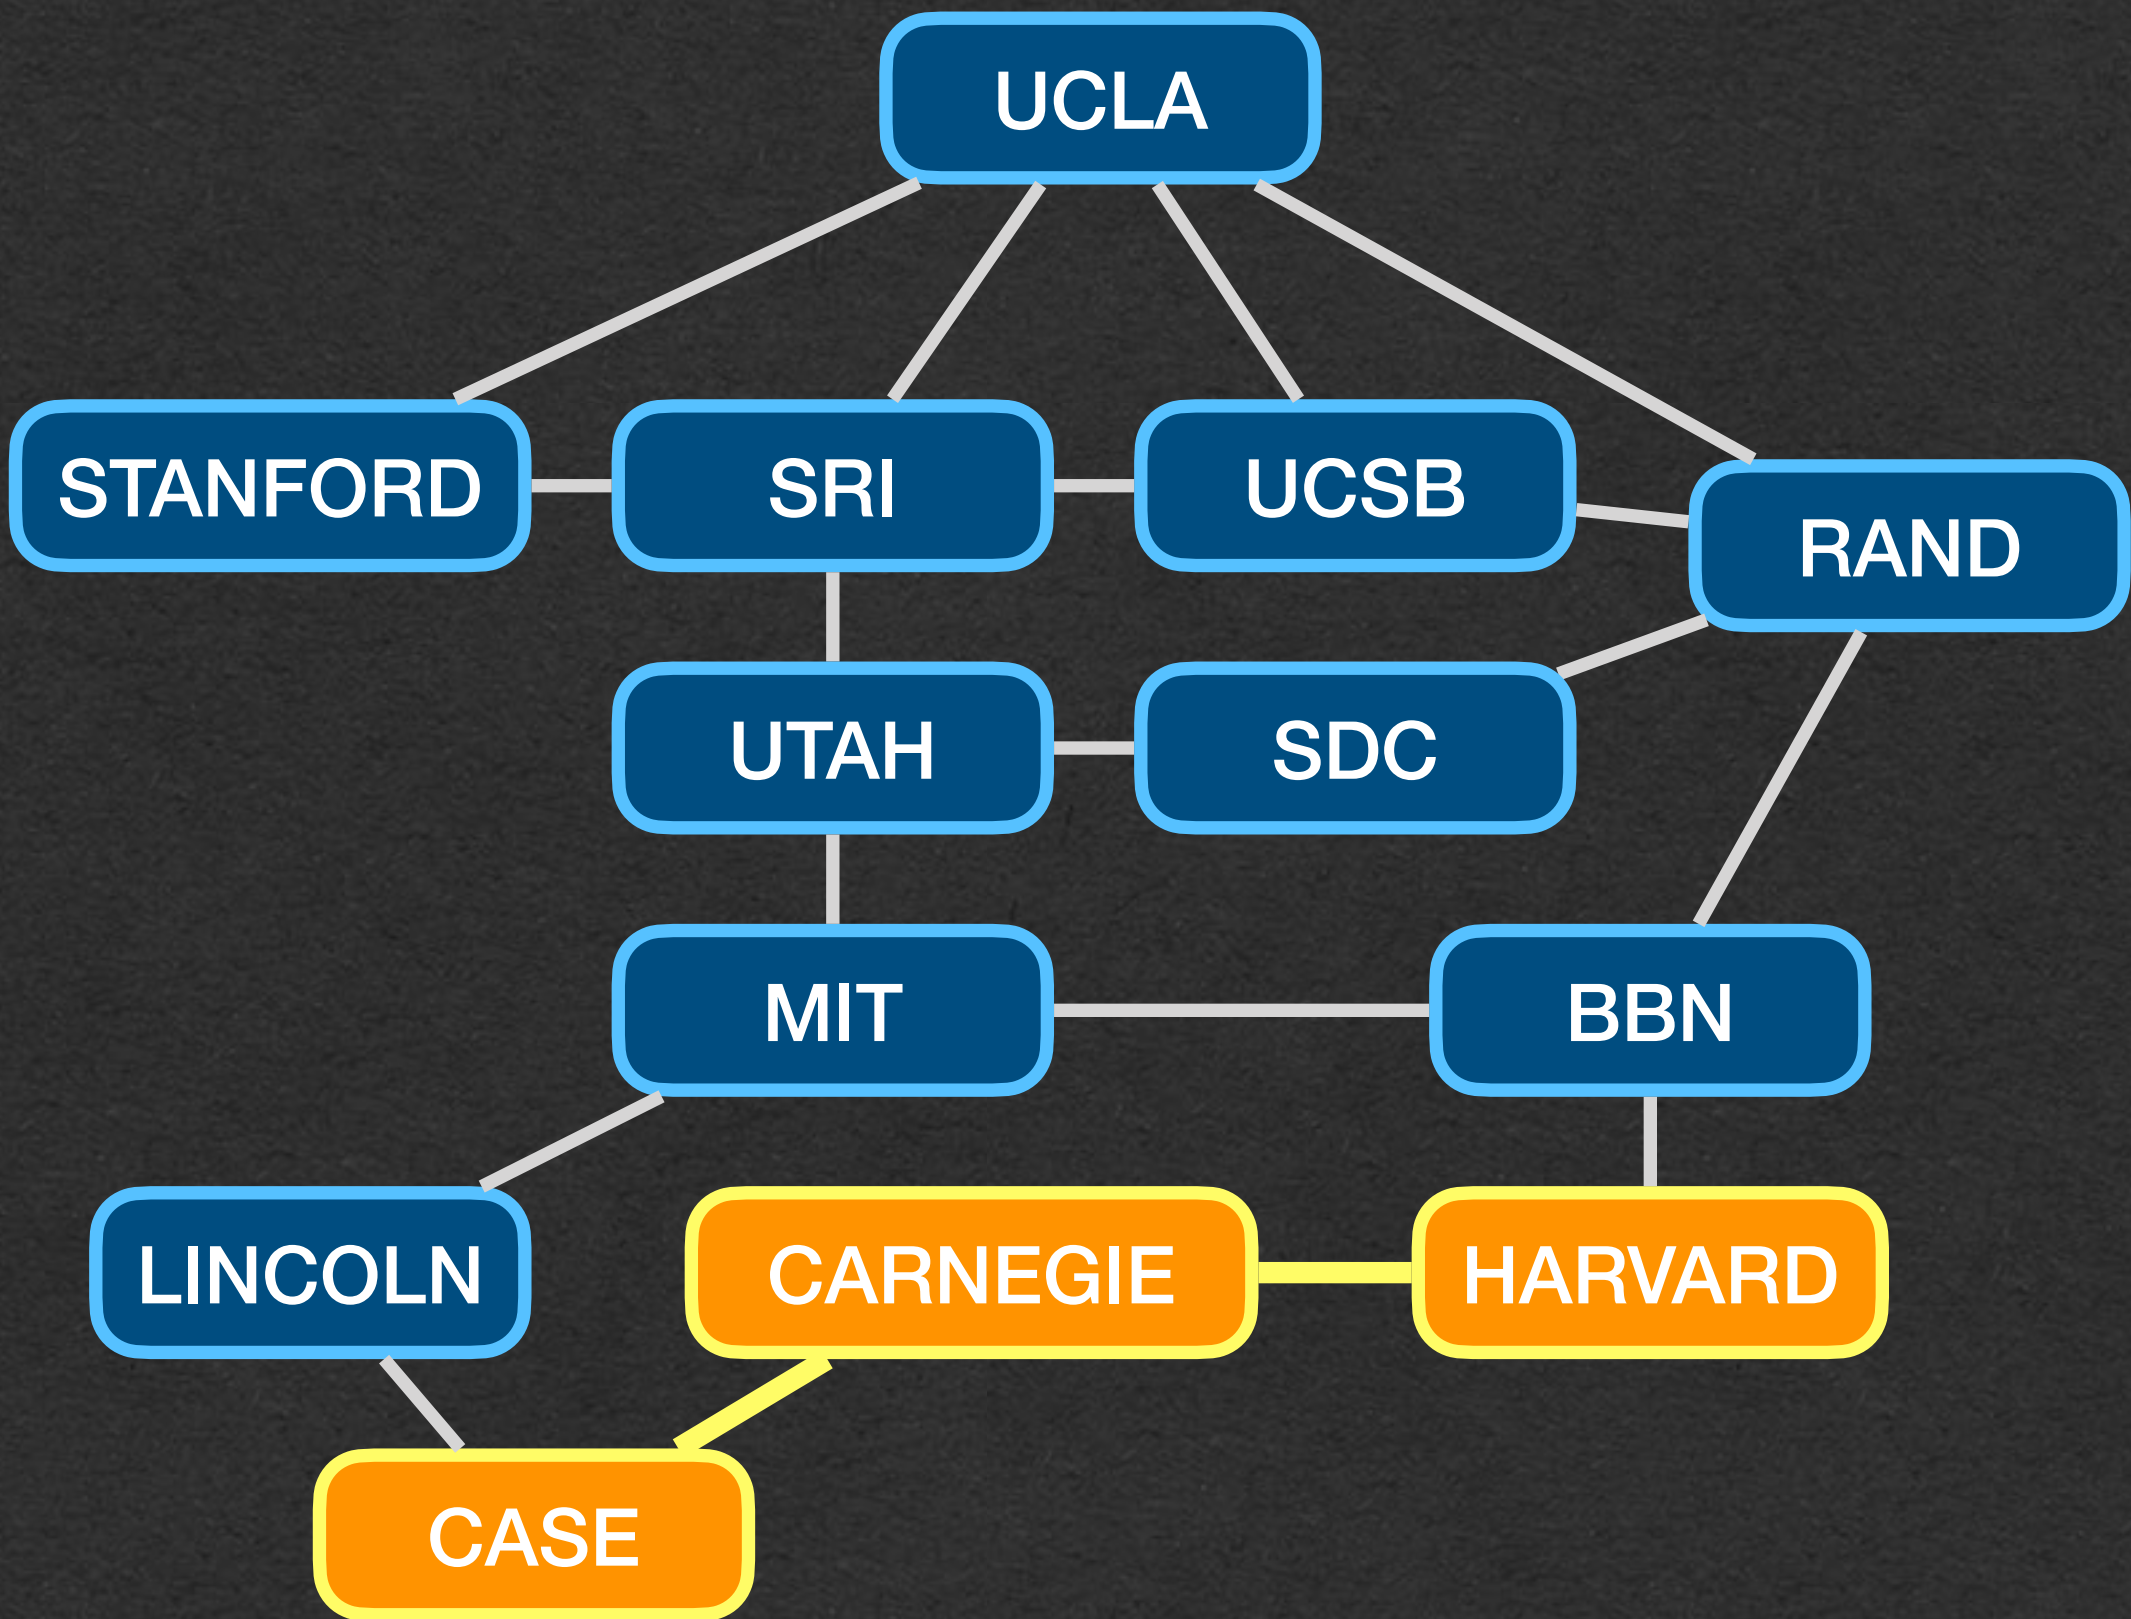 UCLA
STANFORD
SRI
UCSB
RAND
UTAH
SDC
MIT
BBN
LINCOLN
CARNEGIE
HARVARD
CASE